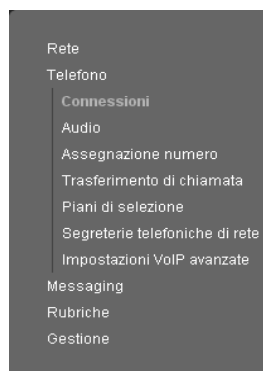 Rete
Telefono
Connessioni
Audio
Assegnazione numero
Trasferimento di chiamata
Piani di selezione
Segreterie telefoniche di rete
Impostazioni VoIP avanzate
Messaging
Rubriche
Gestione